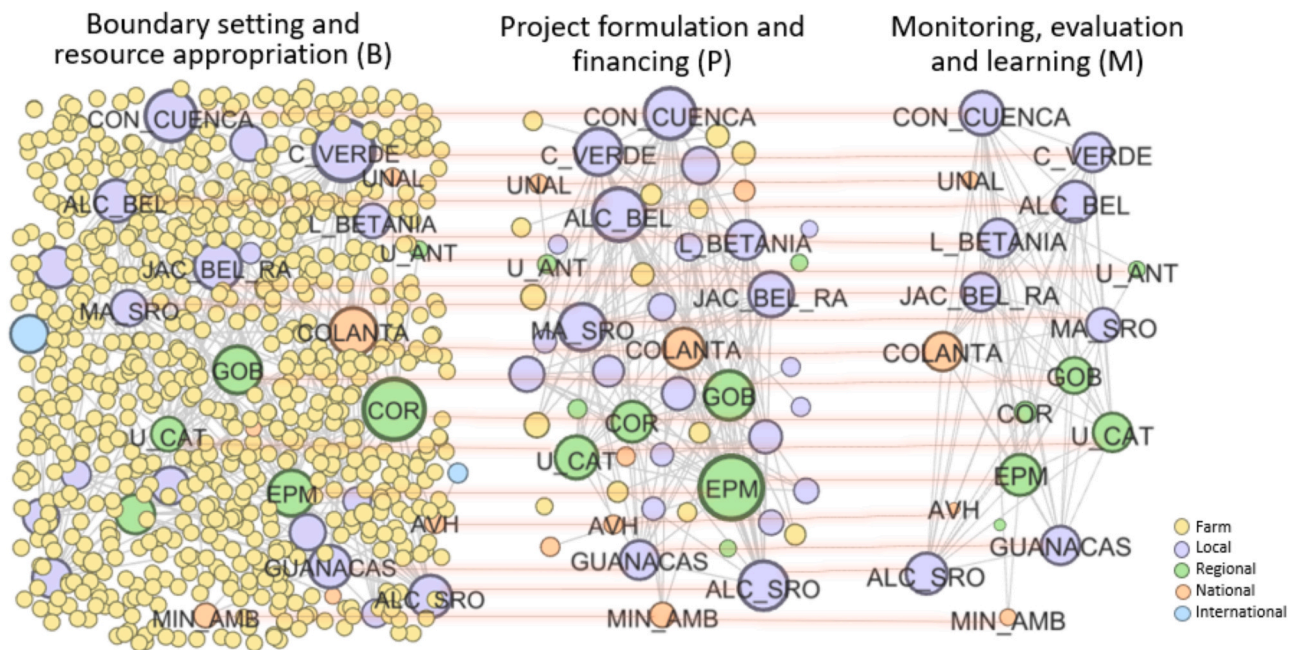 Boundary setting and
resource appropriation (B)
Project formulation and
financing (P)
Monitoring, evaluation
and learning (M)
CON_CUENCA
C_VERDE
UNAL
ALC_BEL
L_BETANIA
U_ANT
JAC_BEL_RA
MA_SRO
COLANTA
GOB
COR
U_CAT
EPM
AVH
GUANACAS
ALC_SRO
MIN_AMB
CON_CUENCA
C_VERDE
UNAL
ALC_BEL
L_BETANIA
U_ANT
JAC_BEL_RA
MA_SRO
COLANTA
GOB
COR
U_CAT
EPM
AVH
GUANACAS
ALC_SRO
MIN_AMB
CON_CUENCA
C_VERDE
UNAL
ALC_BEL
L_BETANIA
U_ANT
JAC_BEL_RA
MA_SRO
COLANTA
GOB
COR
U_CAT
EPM
AVH
GUANACAS
ALC_SRO
MIN_AMB
Farm
Local
Regional
National
International